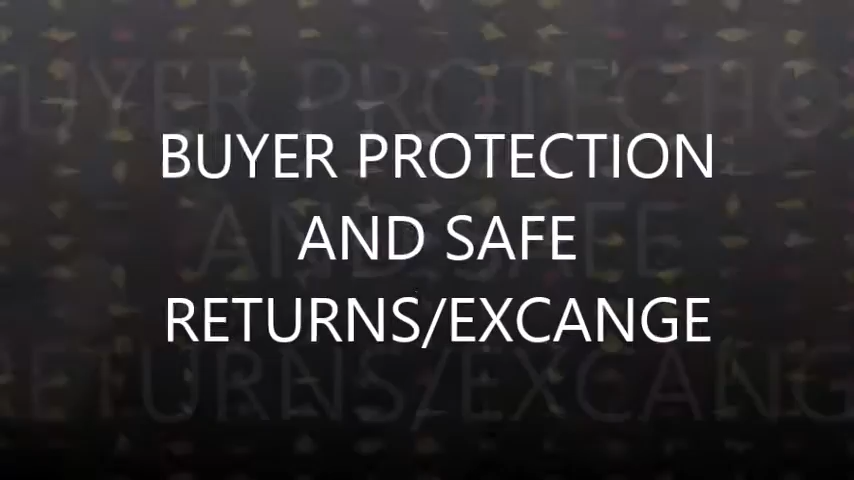 BUYER PROTECTION
AND SAFE
RETURNS/EXCANGE